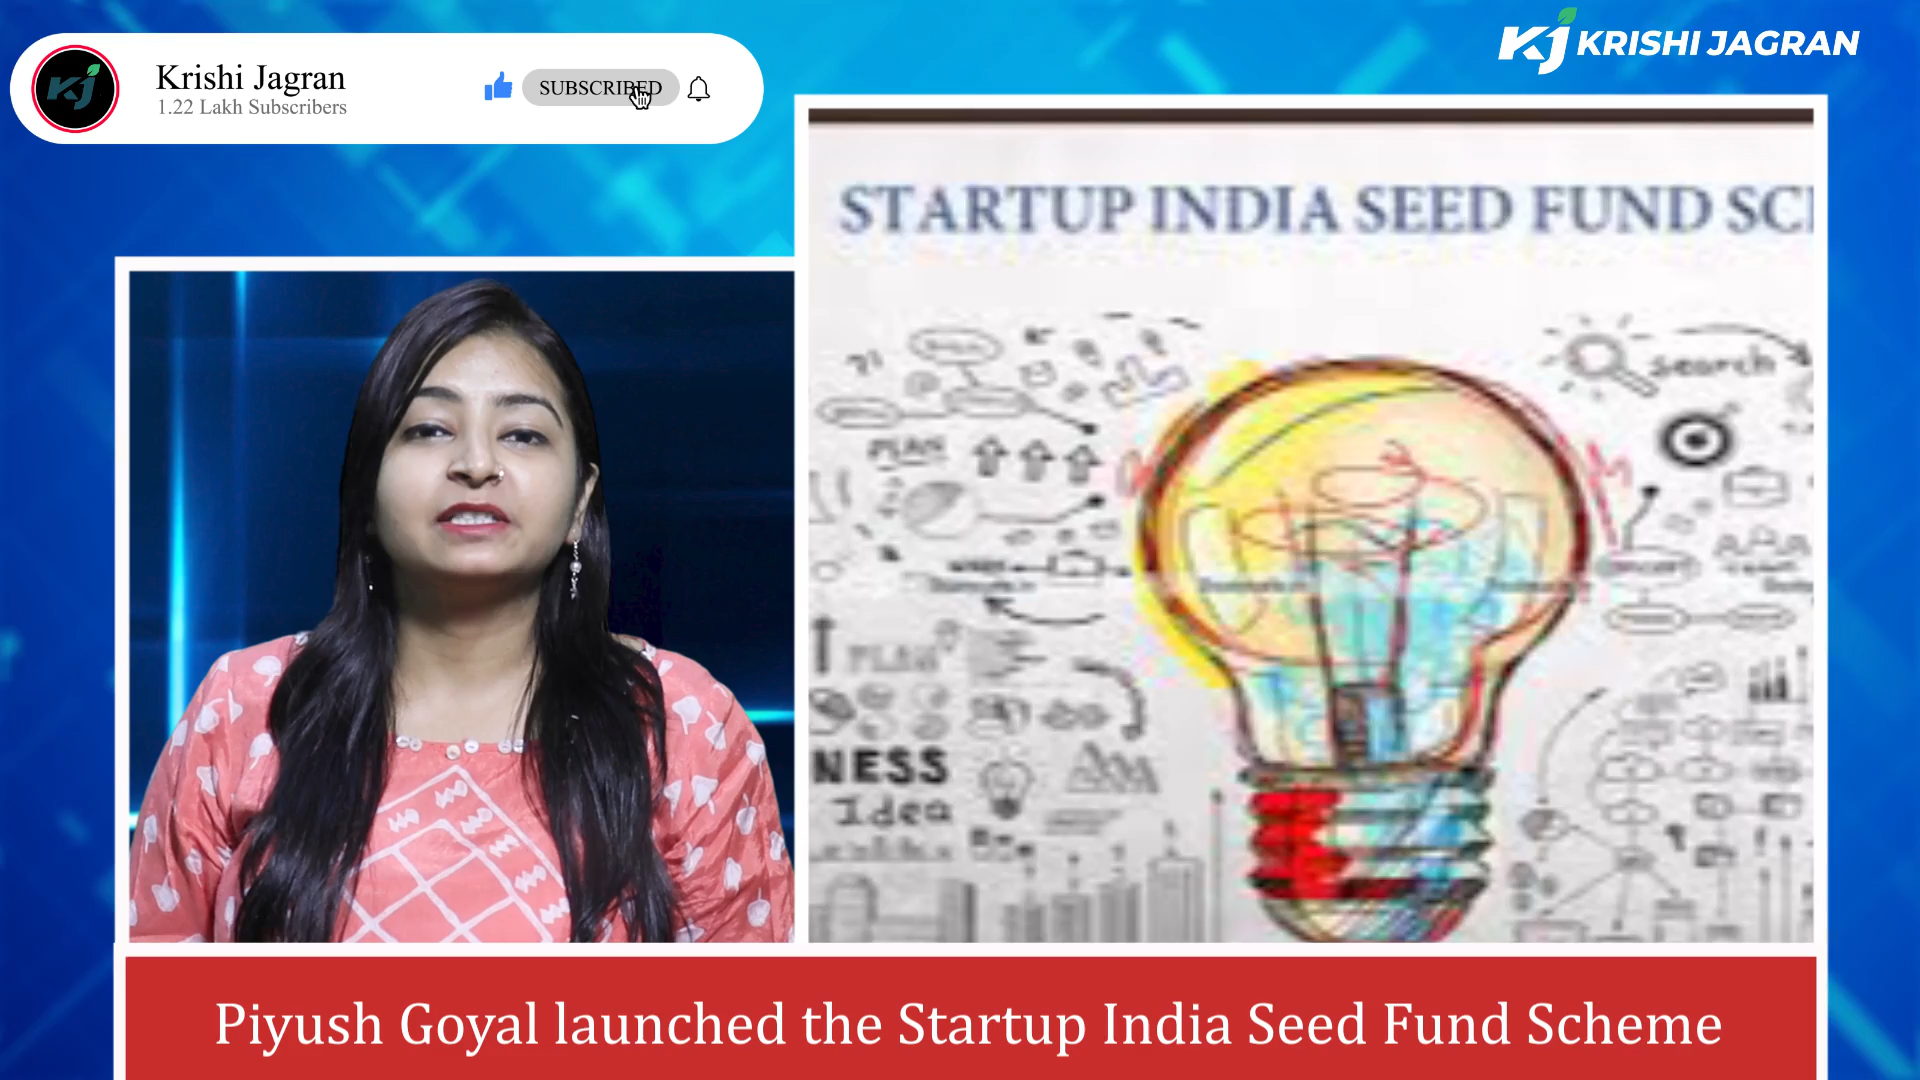 KRISHI JAGRAN
Krishi Jagran
1.22 Lakh Subscribers
SUBSCRIBED
STARTUP INDIA SEED FUND SC
search
PLAN
PLAN
NESS
Idea
Piyush Goyal launched the Startup India Seed Fund Scheme